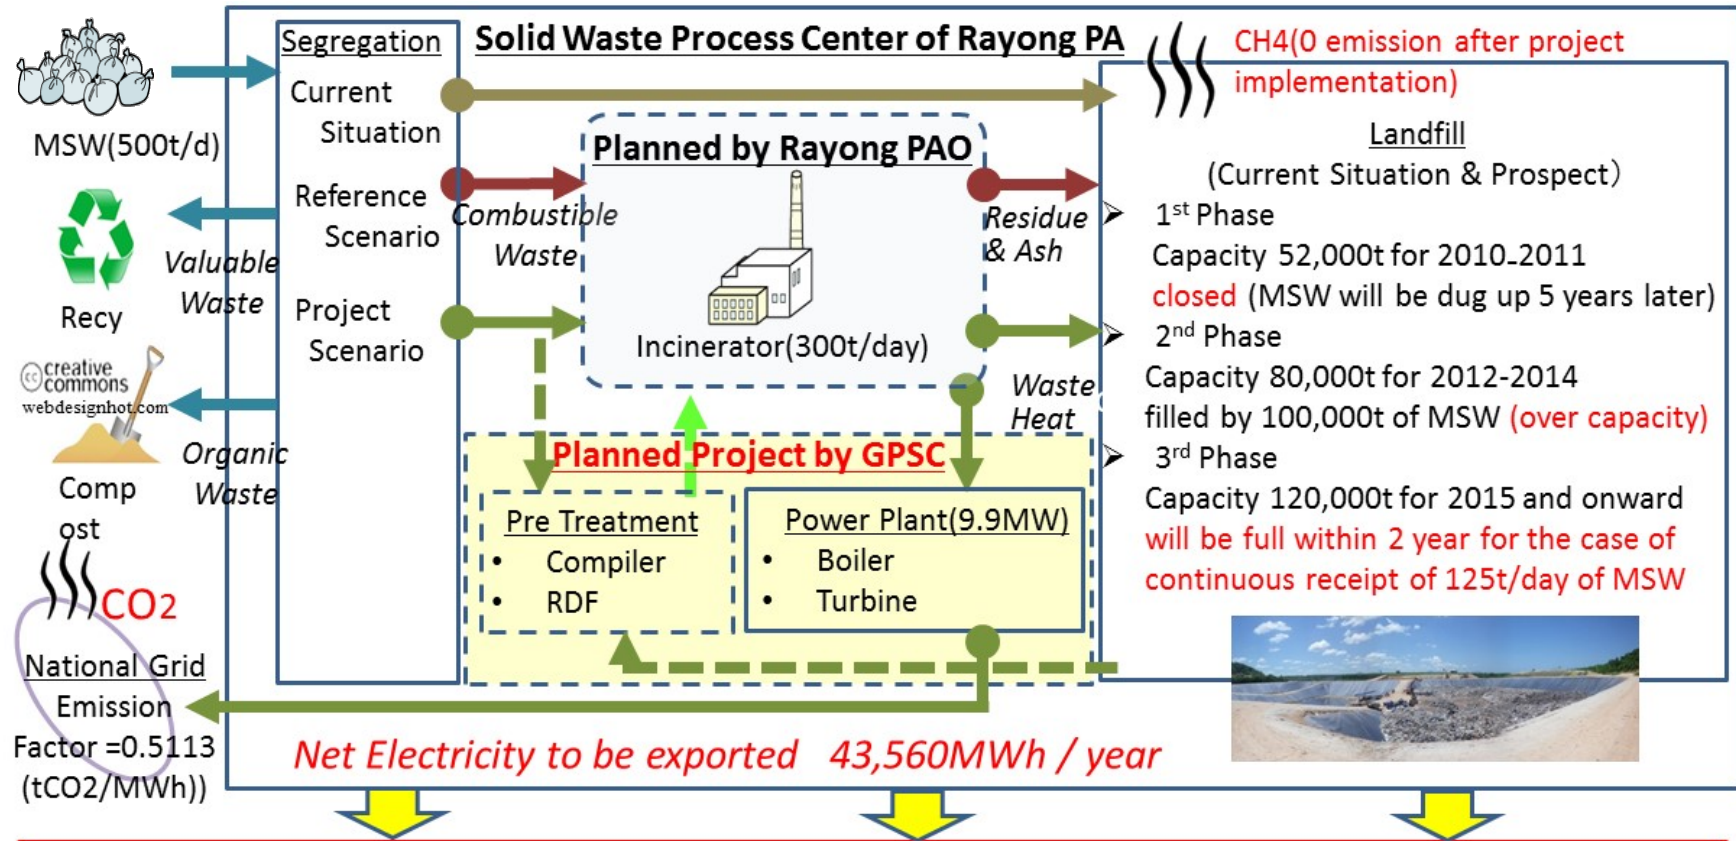 Solid Waste Process Center of Rayong PA
MSW(500t/d)
Recy
Valuable
Waste
creative
commons
webdesignhot.com
Comp
ost
Organic
Waste
CO2
National Grid
Emission
Factor =0.5113
(tCO2/MWh))
Segregation
Current
Situation
Reference
Scenario
Project
Scenario
Combustible
Waste
Planned by Rayong PAO
Incinerator(300t/day)
Residue
& Ash
Waste
Heat
Planned Project by GPSC
Pre Treatment
• Compiler
• RDF
Power Plant(9.9MW)
• Boiler
• Turbine
CH4(0 emission after project
implementation)
Landfill
(Current Situation & Prospect）
➢ 1st Phase
Capacity 52,000t for 2010-2011
closed (MSW will be dug up 5 years later)
➢ 2nd Phase
Capacity 80,000t for 2012-2014
filled by 100,000t of MSW (over capacity)
➢ 3rd Phase
Capacity 120,000t for 2015 and onward
will be full within 2 year for the case of
continuous receipt of 125t/day of MSW
Net Electricity to be exported 43,560MWh / year